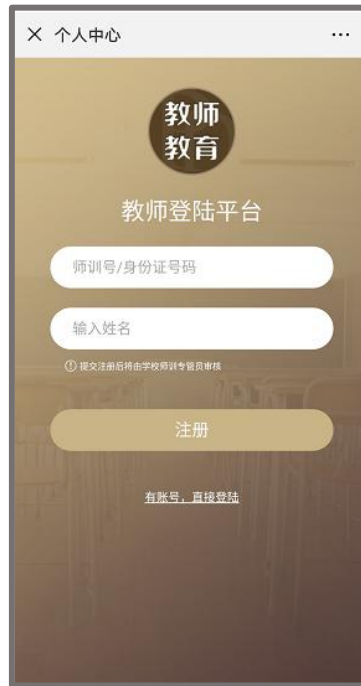 个人中心
教师
教育
教师登陆平台
师训号/身份证号码
输入姓名
提交注册后将由学校师训专管员审核
注册
有账号，直接登陆